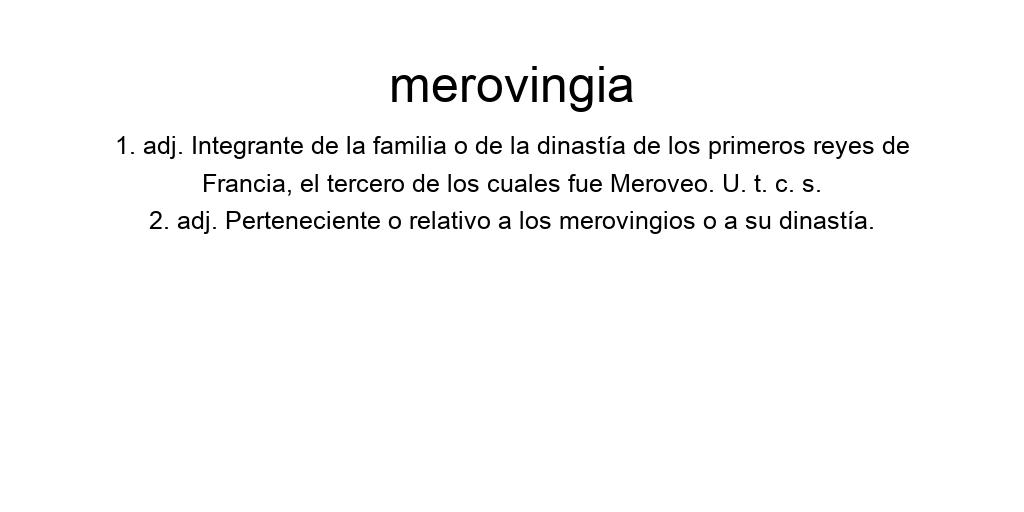 merovingia
1. adj. Integrante de la familia o de la dinastía de los primeros reyes de
Francia, el tercero de los cuales fue Meroveo. U. t. c. s.
2. adj. Perteneciente o relativo a los merovingios o a su dinastía.